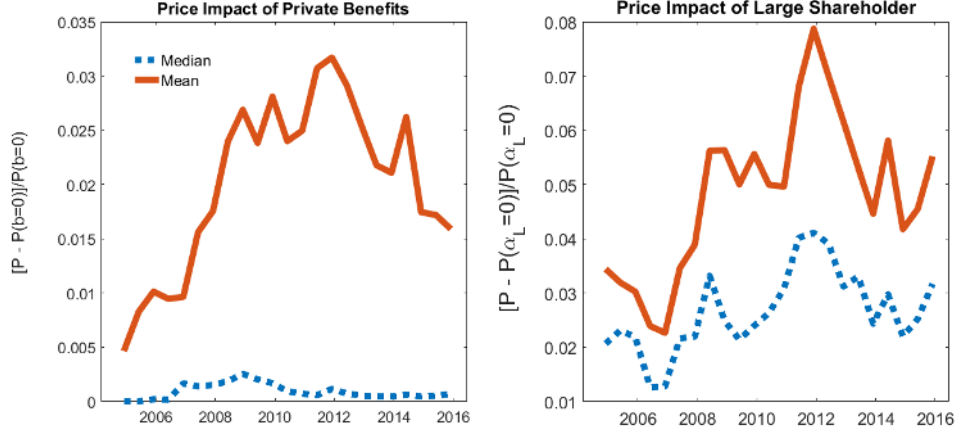 Price Impact of Private Benefits
[P - P(b=0)]/P(b=0)
0.035
0.03
0.025
0.02
0.015
0.01
0.005
0
Median
Mean
2006 2008 2010 2012 2014 2016
Price Impact of Large Shareholder
[P - P(α_L=0)]/P(α_L=0)
0.08
0.07
0.06
0.05
0.04
0.03
0.02
0.01
2006 2008 2010 2012 2014 2016